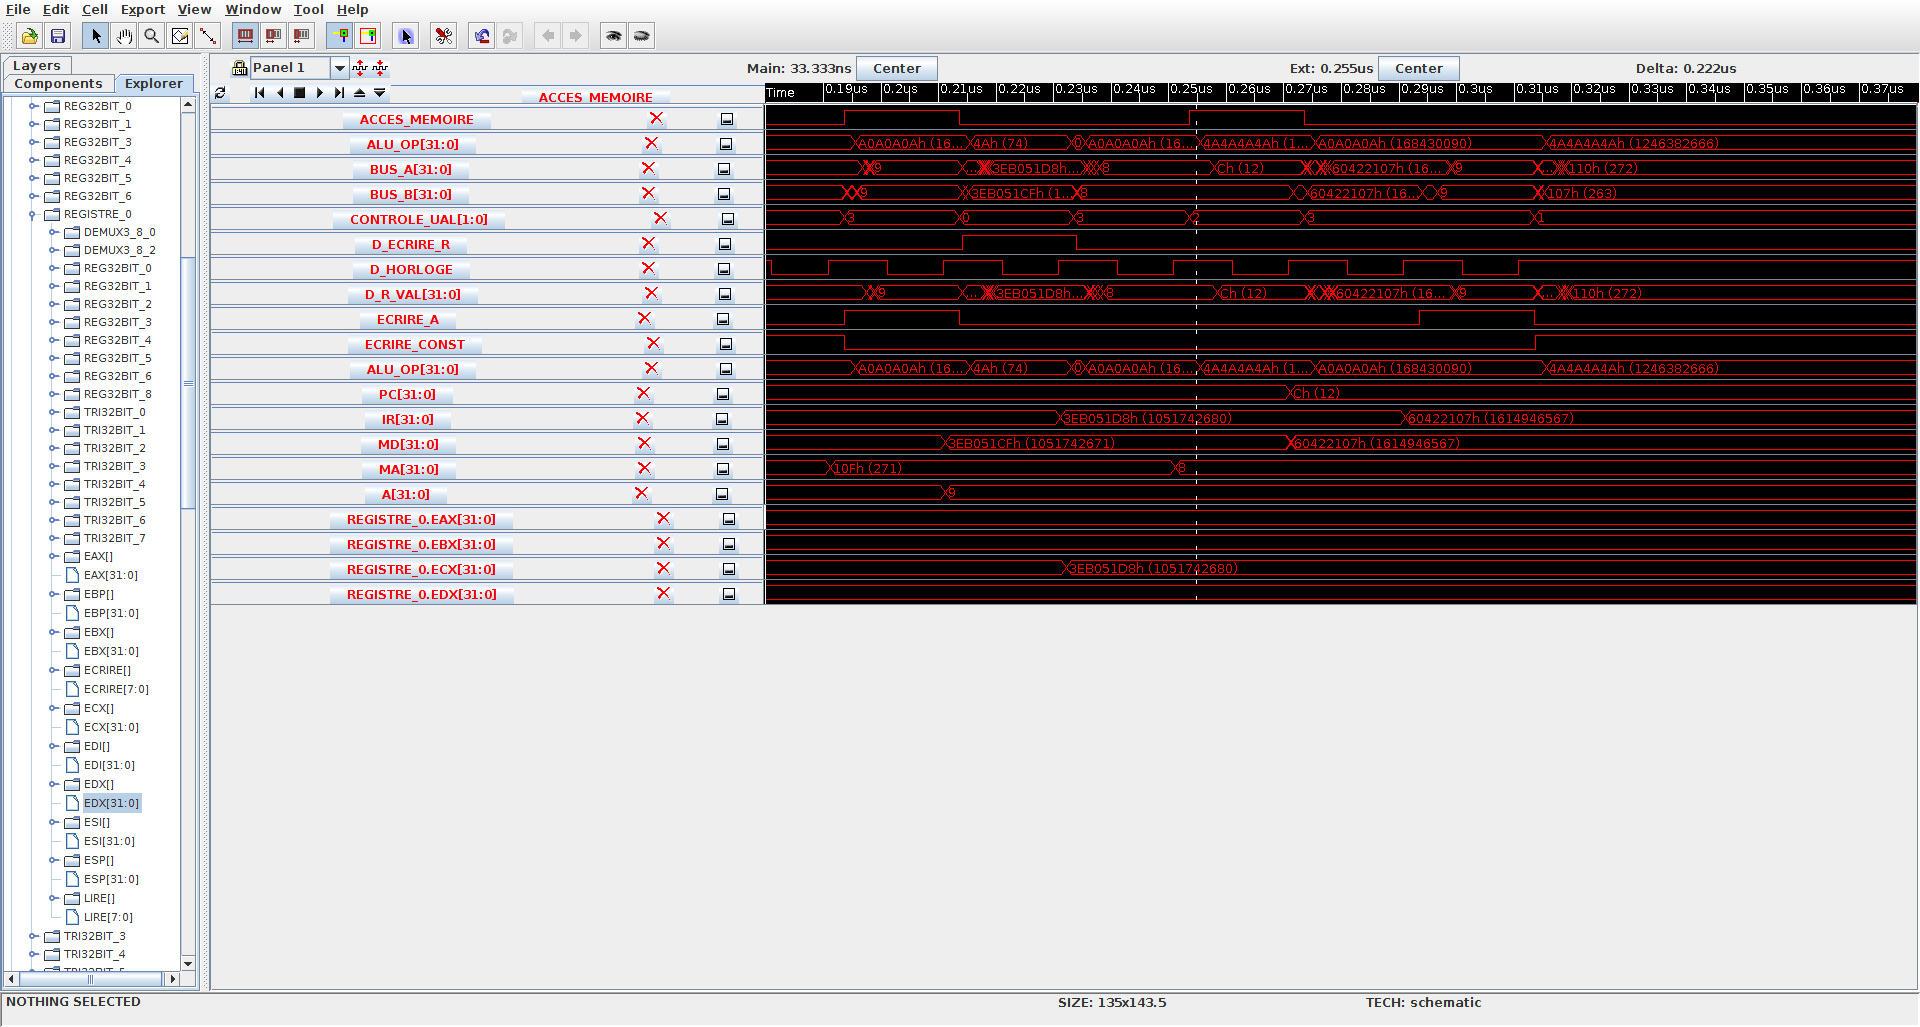 File Edit Cell Export View Window Tool Help
Layers
Components Explorer
REG32BIT_0
REG32BIT_1
REG32BIT_3
REG32BIT_4
REG32BIT_5
REG32BIT_6
REGISTRE_0
DEMUX3_8_0
DEMUX3_8_2
REG32BIT_0
REG32BIT_1
REG32BIT_2
REG32BIT_3
REG32BIT_4
REG32BIT_5
REG32BIT_6
REG32BIT_8
TRI32BIT_0
TRI32BIT_1
TRI32BIT_2
TRI32BIT_3
TRI32BIT_4
TRI32BIT_5
TRI32BIT_6
TRI32BIT_7
EAX[]
EAX[31:0]
EBP[]
EBP[31:0]
EBX[]
EBX[31:0]
ECRIRE[]
ECRIRE[7:0]
ECX[]
ECX[31:0]
EDI[]
EDI[31:0]
EDX[]
EDX[31:0]
ESI[]
ESI[31:0]
ESP[]
ESP[31:0]
LIRE[]
LIRE[7:0]
TRI32BIT_3
TRI32BIT_4
TRI32BIT_5
Panel 1 Main: 33.333ns Center Ext: 0.255us Center Delta: 0.222us
ACCES_MEMOIRE Time 0.19us 0.2us 0.21us 0.22us 0.23us 0.24us 0.25us 0.26us 0.27us 0.28us 0.29us 0.3us 0.31us 0.32us 0.33us 0.34us 0.35us 0.36us 0.37us
ACCES_MEMOIRE
ALU_OP[31:0] A0A0A0Ah (16... 4Ah (74) 0 A0A0A0Ah (16... 4A4A4A4Ah (1... A0A0A0Ah (168430090) 4A4A4A4Ah (1246382666)
BUS_A[31:0] 9 ... 3EB051D8h... 8 Ch (12) 60422107h (16... 9 ... 110h (272)
BUS_B[31:0] 9 3EB051CFh (1... 8 60422107h (16... 9 107h (263)
CONTROLE_UAL[1:0] 3 0 3 2 3 1
D_ECRIRE_R
D_HORLOGE
D_R_VAL[31:0] 9 ... 3EB051D8h... 8 Ch (12) 60422107h (16... 9 ... 110h (272)
ECRIRE_A
ECRIRE_CONST
ALU_OP[31:0] A0A0A0Ah (16... 4Ah (74) 0 A0A0A0Ah (16... 4A4A4A4Ah (1... A0A0A0Ah (168430090) 4A4A4A4Ah (1246382666)
PC[31:0] Ch (12)
IR[31:0] 3EB051D8h (1051742680) 60422107h (1614946567)
MD[31:0] 3EB051CFh (1051742671) 60422107h (1614946567)
MA[31:0] 10Fh (271) 8
A[31:0] 9
REGISTRE_0.EAX[31:0]
REGISTRE_0.EBX[31:0]
REGISTRE_0.ECX[31:0] 3EB051D8h (1051742680)
REGISTRE_0.EDX[31:0]
NOTHING SELECTED SIZE: 135x143.5 TECH: schematic